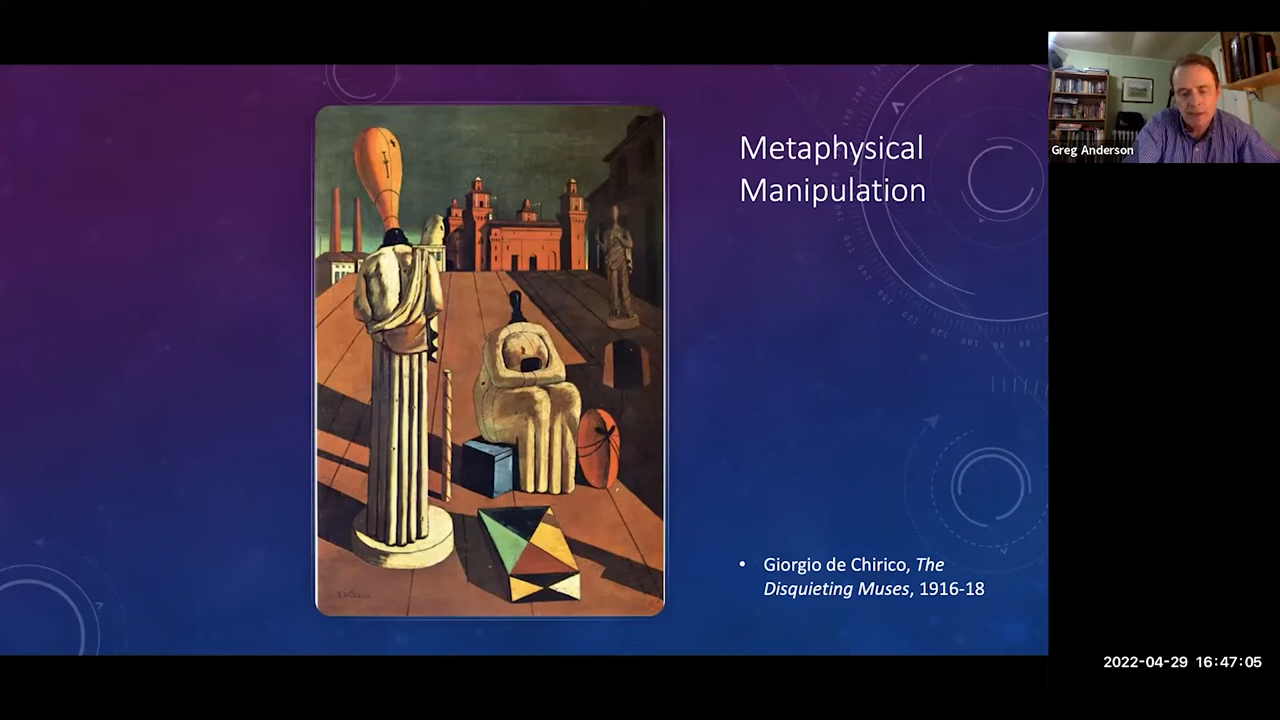 Metaphysical
Manipulation
Greg Anderson
• Giorgio de Chirico, The
Disquieting Muses, 1916-18
2022-04-29 16:47:05